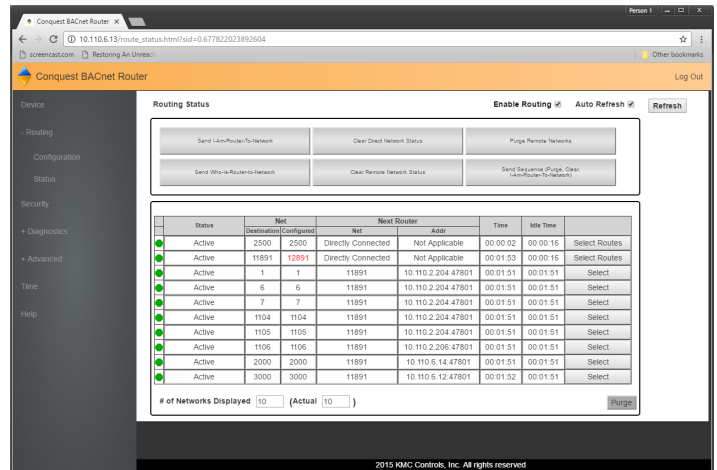 Person 1
Conquest BACnet Router
10.110.6.13/route_status.html?sid=0.677822023892604
screencast.com
Restoring An Unreach
Other bookmarks
Conquest BACnet Router
Log Out
Device
- Routing
Configuration
Status
Security
+ Diagnostics
+ Advanced
Time
Help
Routing Status
Enable Routing
Auto Refresh
Refresh
Send I-Am-Router-To-Network
Clear Direct Network Status
Purge Remote Networks
Send Who-Is-Router-to-Network
Clear Remote Network Status
Send Sequence (Purge, Clear,
I-Am-Router-To-Network)
Status Net Next Router Time Idle Time
Destination Configured Net Addr
Active 2500 2500 Directly Connected Not Applicable 00:00:02 00:00:16 Select Routes
Active 11891 12891 Directly Connected Not Applicable 00:01:53 00:00:16 Select Routes
Active 1 1 11891 10.110.2.204:47801 00:01:51 00:01:51 Select
Active 6 6 11891 10.110.2.204:47801 00:01:51 00:01:51 Select
Active 7 7 11891 10.110.2.204:47801 00:01:51 00:01:51 Select
Active 1104 1104 11891 10.110.2.204:47801 00:01:51 00:01:51 Select
Active 1105 1105 11891 10.110.2.204:47801 00:01:51 00:01:51 Select
Active 1106 1106 11891 10.110.2.206:47801 00:01:51 00:01:51 Select
Active 2000 2000 11891 10.110.6.14:47801 00:01:51 00:01:51 Select
Active 3000 3000 11891 10.110.6.12:47801 00:01:52 00:01:51 Select
# of Networks Displayed 10 (Actual 10 )
Purge
2015 KMC Controls, Inc. All rights reserved